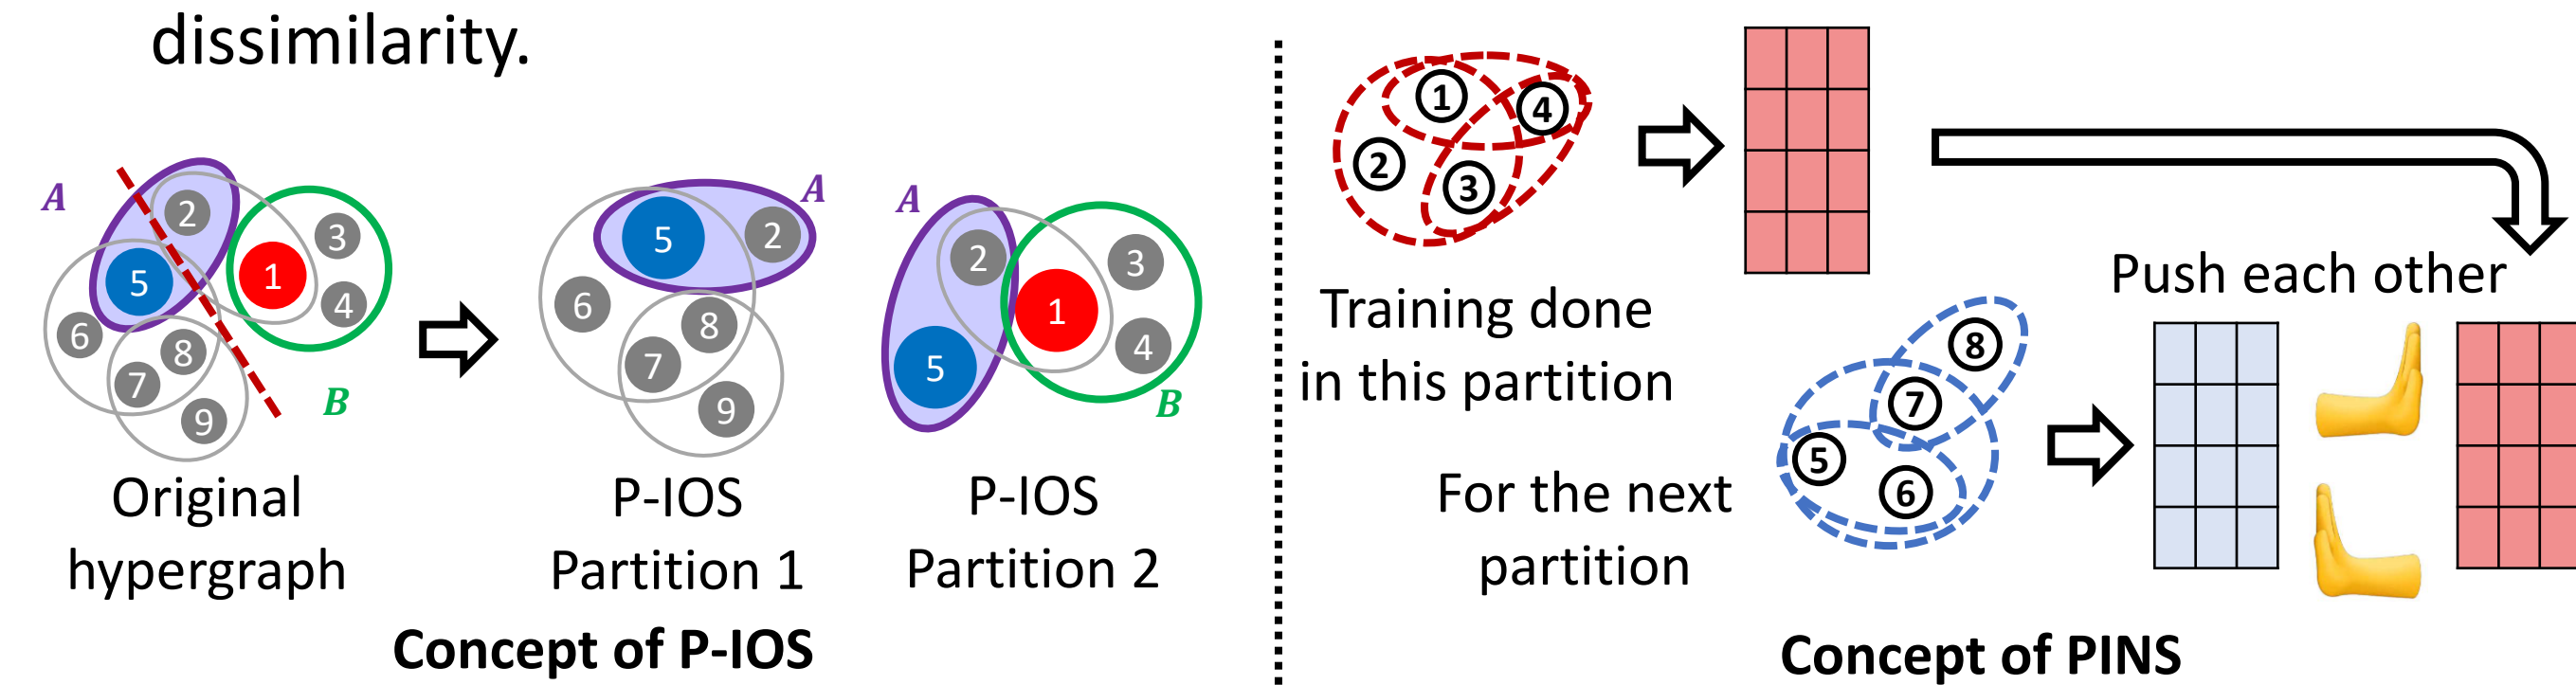 dissimilarity.
A
2
5
1
3
4
6
8
7
9
B
Original
hypergraph
A
5
2
6
8
7
9
P-IOS
Partition 1
A
2
1
3
4
5
B
P-IOS
Partition 2
Concept of P-IOS
1
4
2
3
Training done
in this partition
Push each other
8
7
5
6
For the next
partition
Concept of PINS